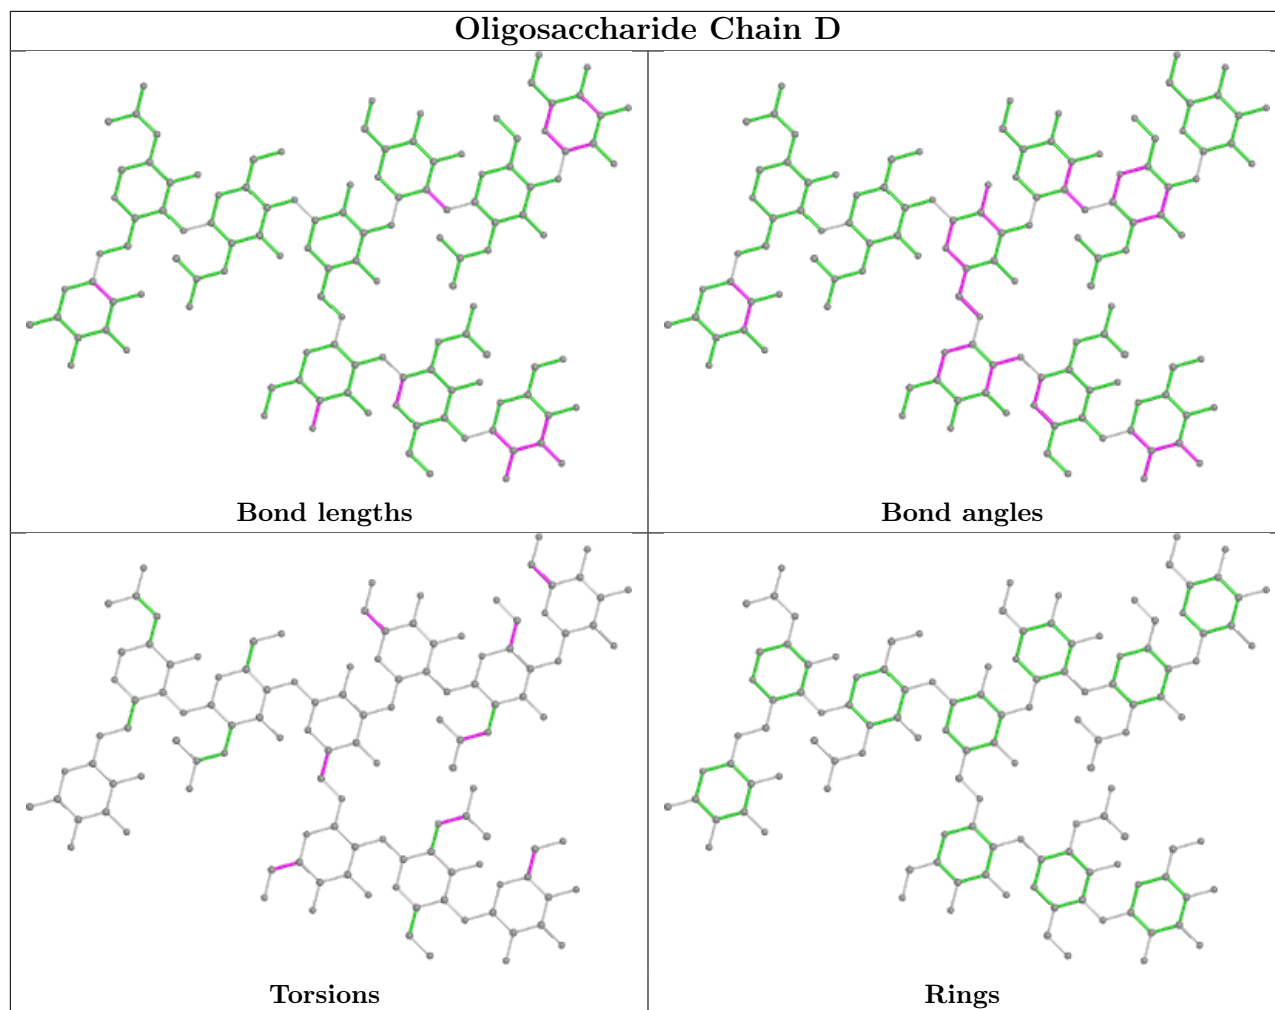 Oligosaccharide Chain D
Bond lengths
Bond angles
Torsions
Rings